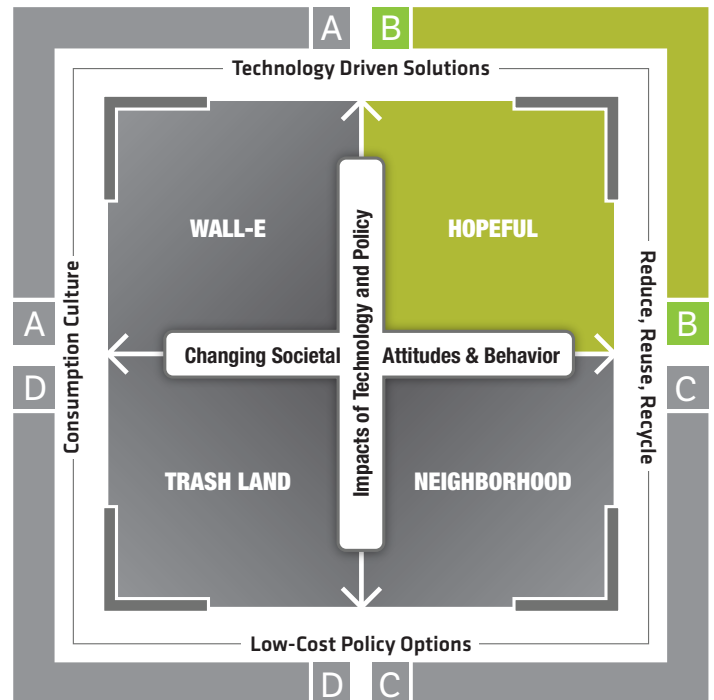 A
B
Technology Driven Solutions
WALL-E
HOPEFUL
Impacts of Technology and Policy
Consumption Culture
Reduce, Reuse, Recycle
A
B
Changing Societal Attitudes & Behavior
D
C
TRASH LAND
NEIGHBORHOOD
Low-Cost Policy Options
D
C